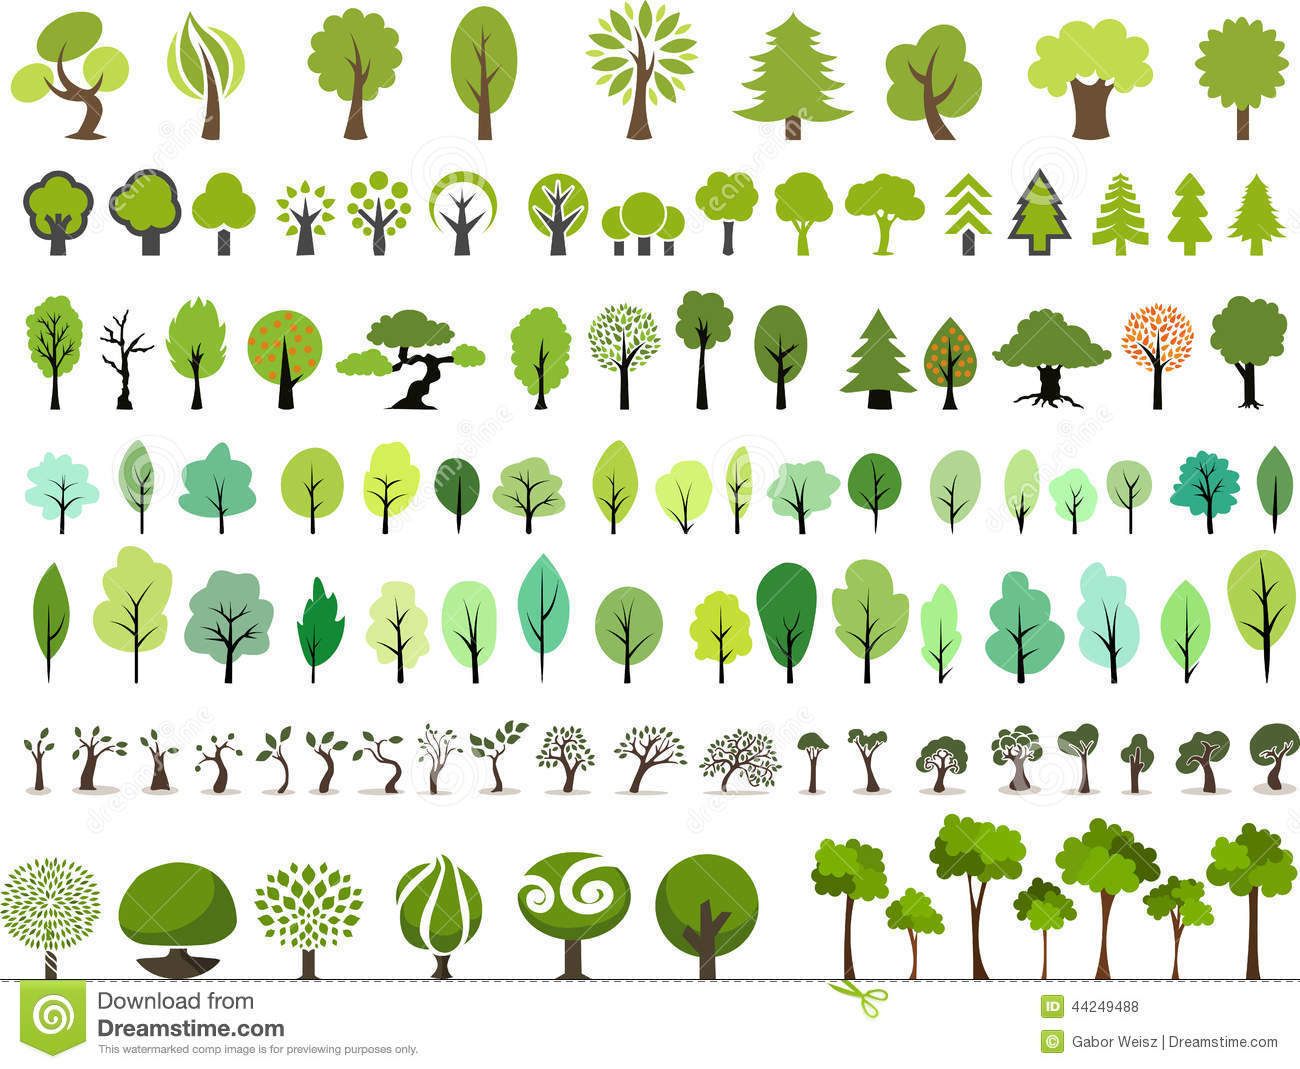 Download from
Dreamstime.com
This watermarked comp image is for previewing purposes only.
ID 44249488
© Gabor Weisz | Dreamstime.com